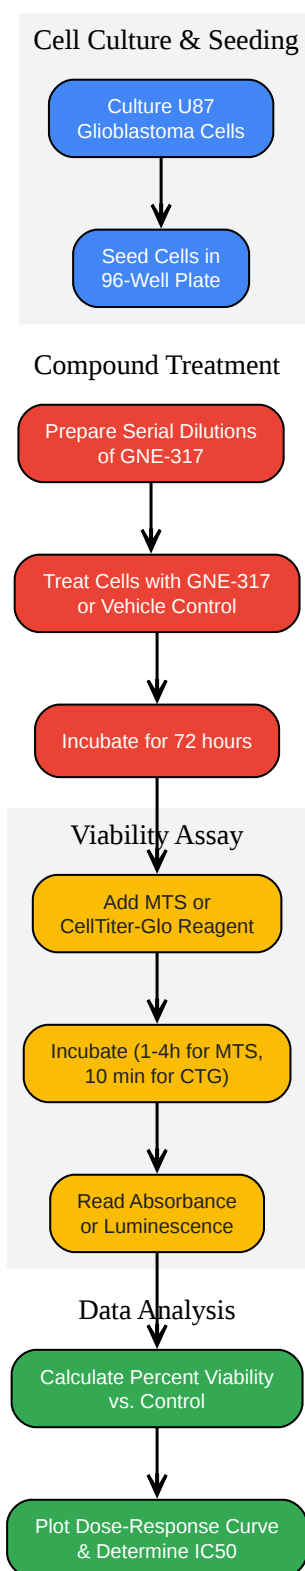 Cell Culture & Seeding
Culture U87
Glioblastoma Cells
Seed Cells in
96-Well Plate
Compound Treatment
Prepare Serial Dilutions
of GNE-317
Treat Cells with GNE-317
or Vehicle Control
Incubate for 72 hours
Viability Assay
Add MTS or
CellTiter-Glo Reagent
Incubate (1-4h for MTS,
10 min for CTG)
Read Absorbance
or Luminescence
Data Analysis
Calculate Percent Viability
vs. Control
Plot Dose-Response Curve
& Determine IC50